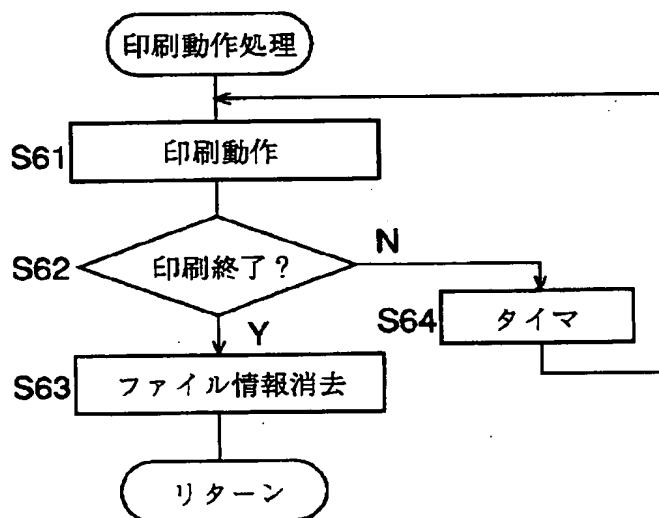 印刷動作処理
S61
印刷動作
S62
印刷終了?
N
Y
S64
タイマ
S63
ファイル情報消去
リターン